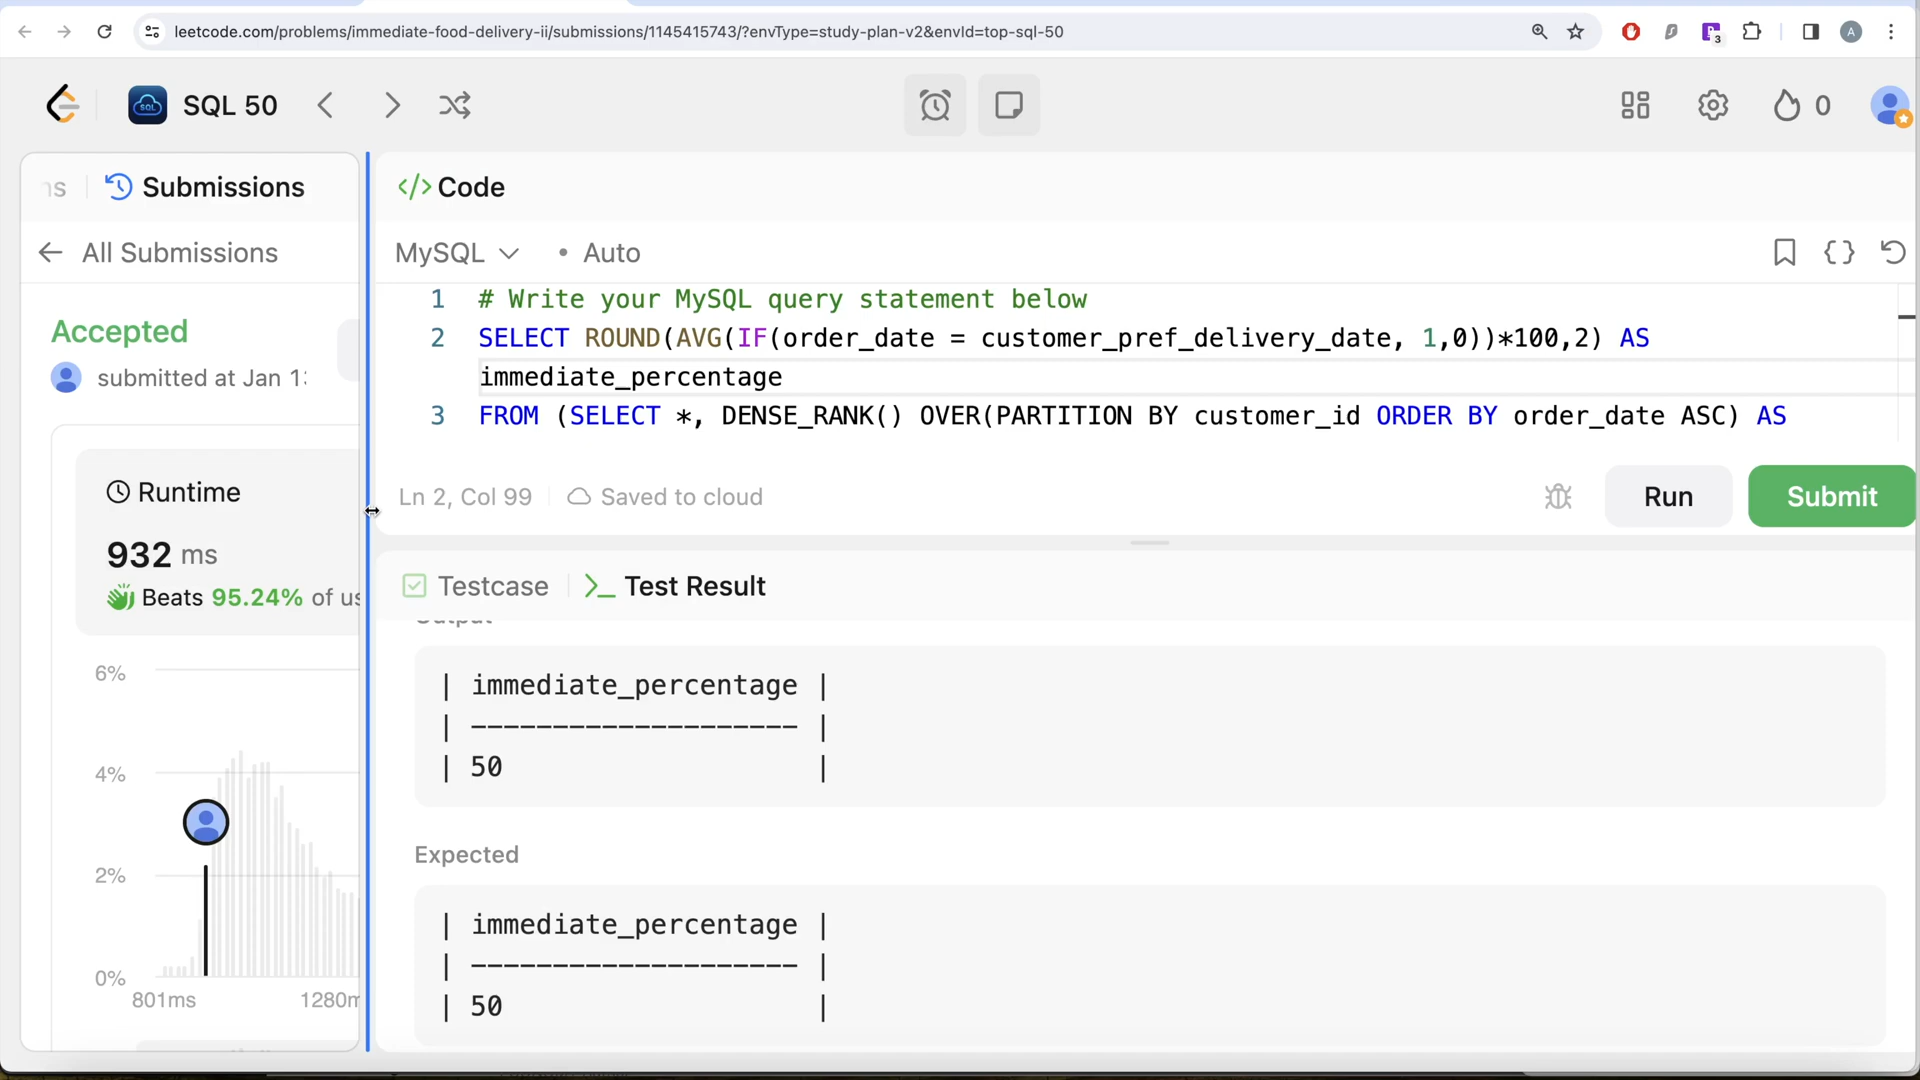 leetcode.com/problems/immediate-food-delivery-ii/submissions/1145415743/?envType=study-plan-v2&envId=top-sql-50
3
A
SQL
SQL 50
0
Submissions
All Submissions
Accepted
submitted at Jan
Runtime
932 ms
Beats 95.24% of
6%
4%
2%
0%
801ms
</> Code
MySQL
• Auto
1 # Write your MySQL query statement below
2 SELECT ROUND(AVG(IF(order_date = customer_pref_delivery_date, 1,0))*100,2) AS
immediate_percentage
3 FROM (SELECT *, DENSE_RANK() OVER(PARTITION BY customer_id ORDER BY order_date ASC) AS
Ln 2, Col 99
Saved to cloud
Run
Submit
Testcase
Test Result
Output
| immediate_percentage |
| -------------------- |
| 50 |
Expected
| immediate_percentage |
| -------------------- |
| 50 |